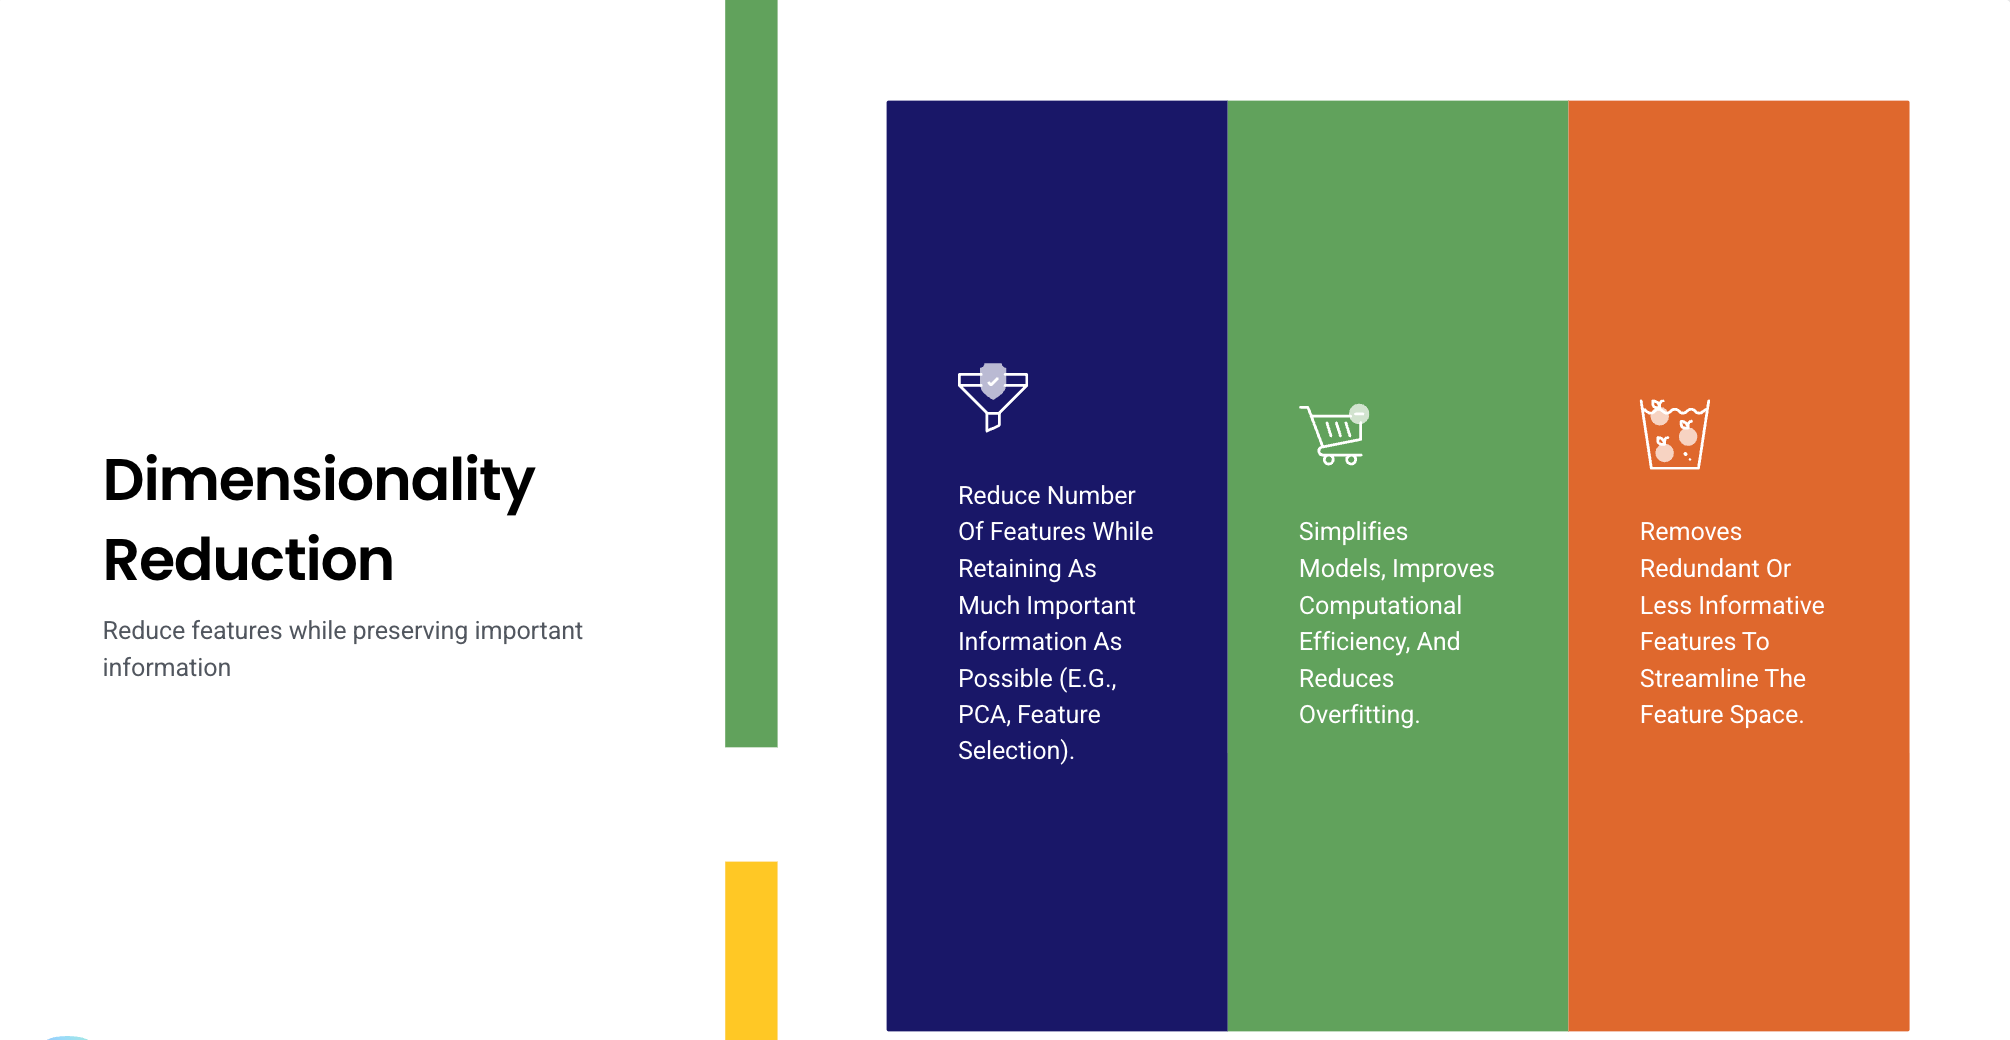 Dimensionality
Reduction
Reduce features while preserving important
information
Reduce Number
Of Features While
Retaining As
Much Important
Information As
Possible (E.G.,
PCA, Feature
Selection).
Simplifies
Models, Improves
Computational
Efficiency, And
Reduces
Overfitting.
Removes
Redundant Or
Less Informative
Features To
Streamline The
Feature Space.